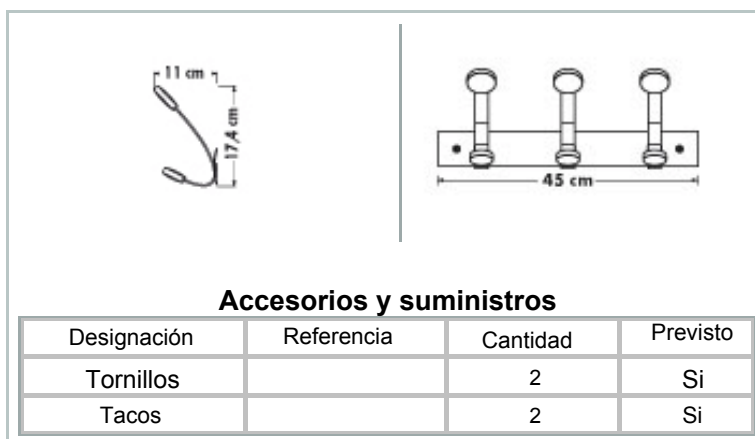 11 cm
17,4 cm
45 cm
Accesorios y suministros
Designación Referencia Cantidad Previsto
Tornillos 2 Si
Tacos 2 Si